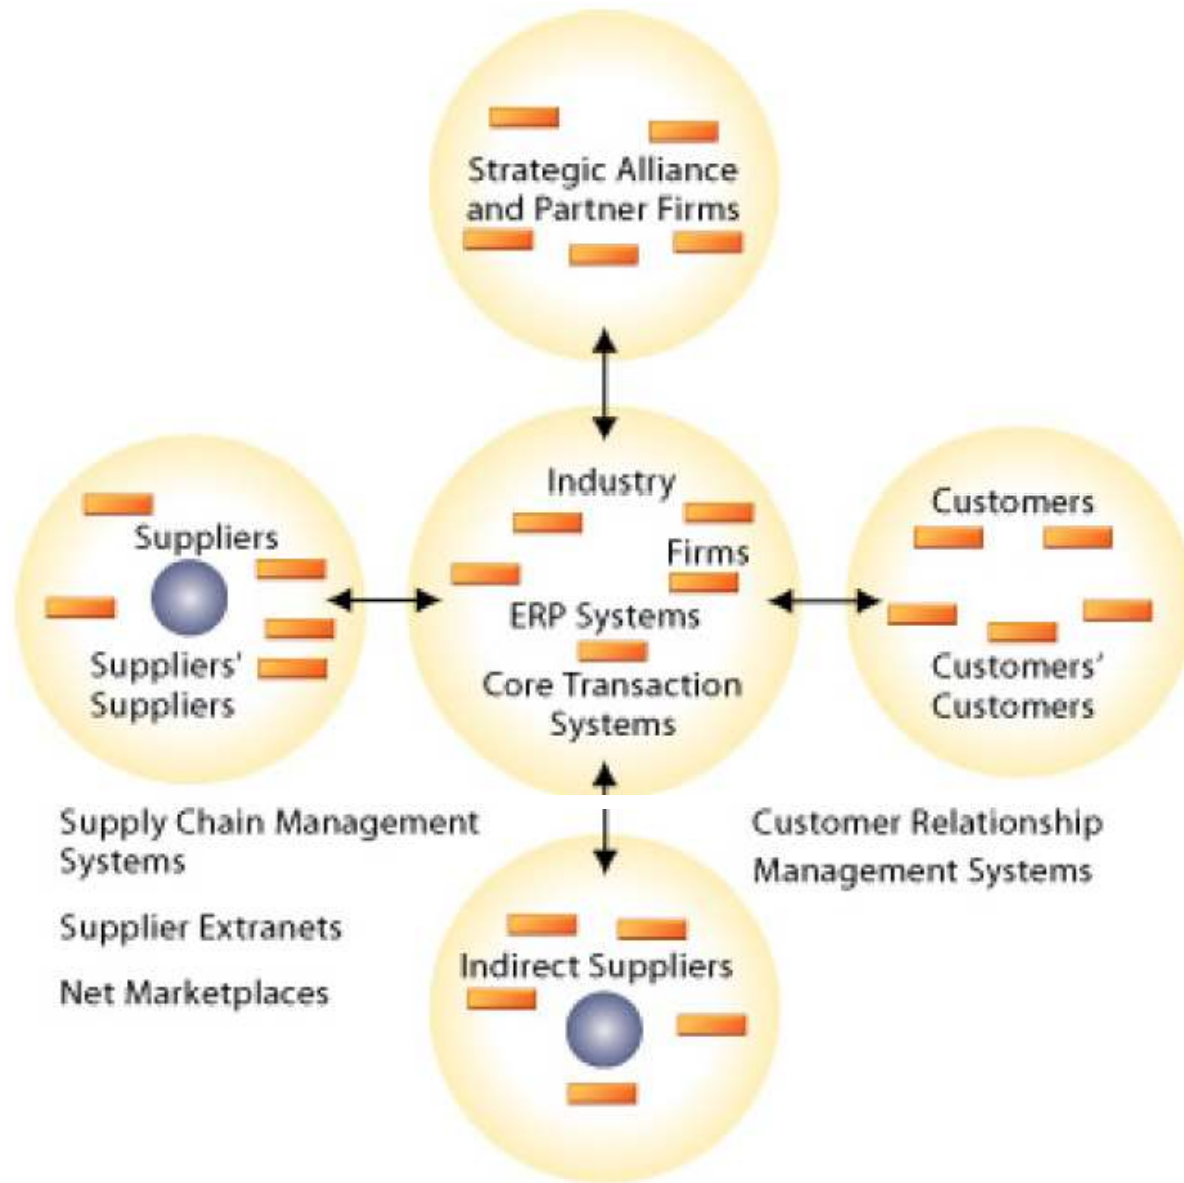 Strategic Alliance
and Partner Firms
Industry
Firms
ERP Systems
Core Transaction
Systems
Suppliers
Suppliers'
Suppliers
Customers
Customers'
Customers
Supply Chain Management
Systems
Supplier Extranets
Net Marketplaces
Customer Relationship
Management Systems
Indirect Suppliers